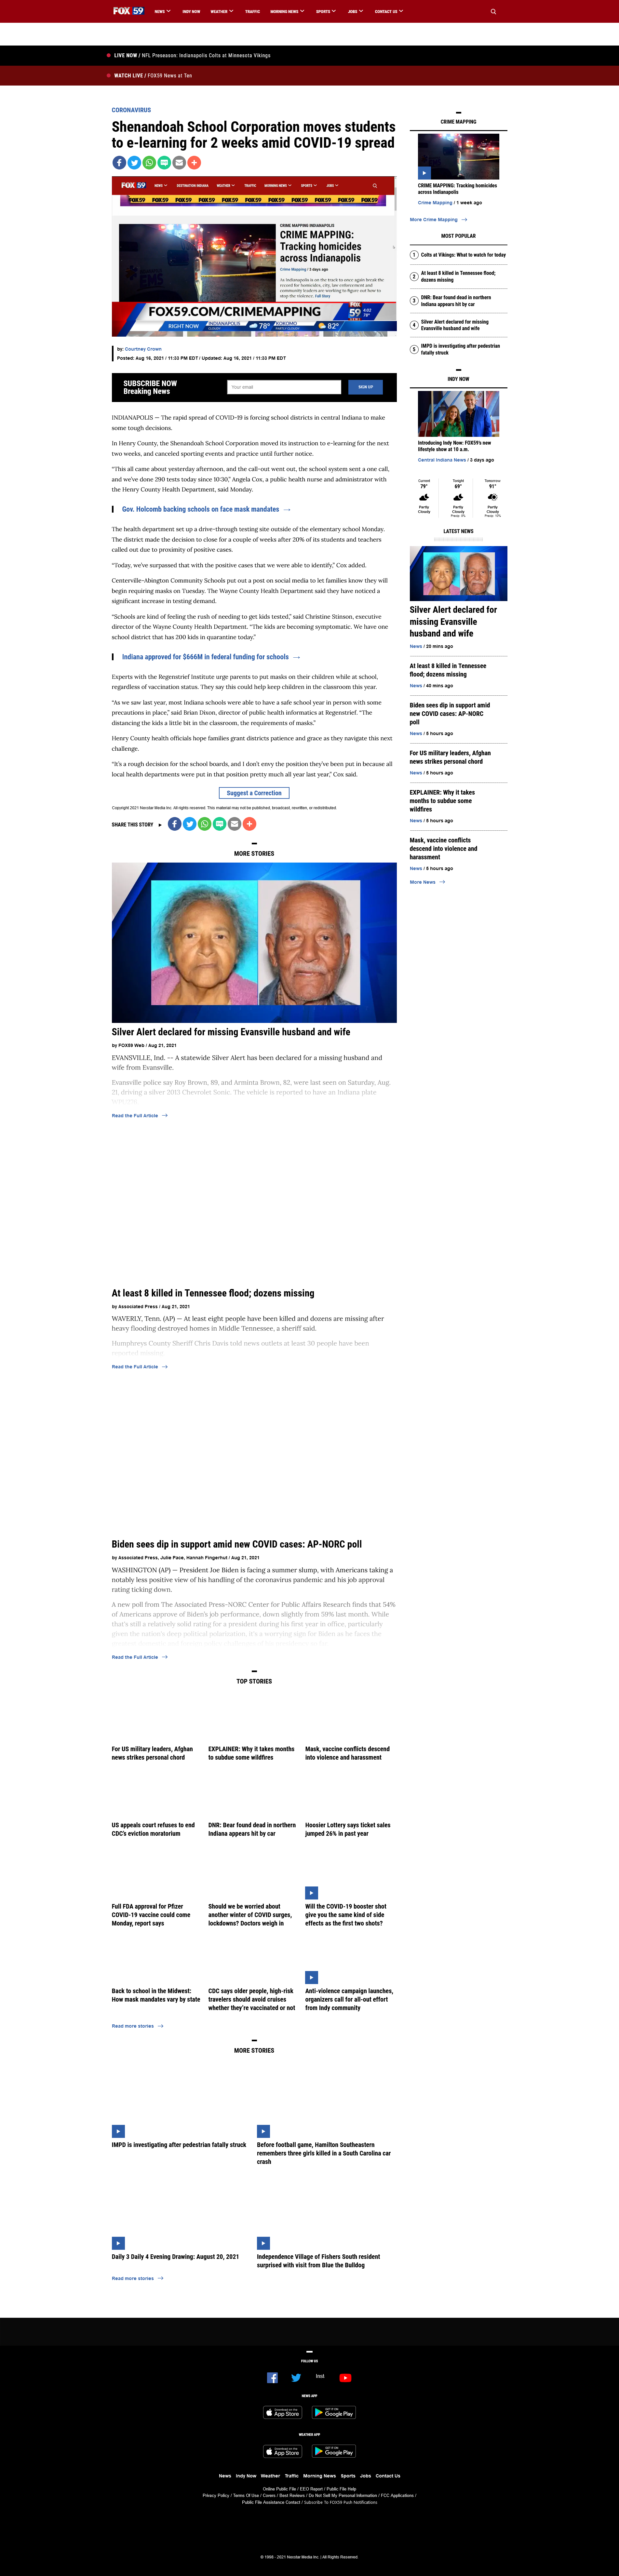 FOX 59
NEWS
INDY NOW
WEATHER
TRAFFIC
MORNING NEWS
SPORTS
JOBS
CONTACT US
LIVE NOW / NFL Preseason: Indianapolis Colts at Minnesota Vikings
WATCH LIVE / FOX59 News at Ten
CORONAVIRUS
Shenandoah School Corporation moves students
to e-learning for 2 weeks amid COVID-19 spread
FOX 59
NEWS
DESTINATION INDIANA
WEATHER
TRAFFIC
MORNING NEWS
SPORTS
JOBS
FOX59 FOX59 FOX59 FOX59 FOX59 FOX59 FOX59 FOX59 FOX59 FOX59 FOX59
CRIME MAPPING INDIANAPOLIS
CRIME MAPPING:
Tracking homicides
across Indianapolis
Crime Mapping / 3 days ago
FOX59.COM/CRIMEMAPPING
RIGHT NOW
78°
KOKOMO
82°
by: Courtney Crown
Posted: Aug 16, 2021 / 11:33 PM EDT / Updated: Aug 16, 2021 / 11:33 PM EDT
SUBSCRIBE NOW
Breaking News
Your email
SIGN UP
INDIANAPOLIS — The rapid spread of COVID-19 is forcing school districts in central Indiana to make
some tough decisions.
In Henry County, the Shenandoah School Corporation moved its instruction to e-learning for the next
two weeks, and canceled sporting events and practice until further notice.
“This all came about yesterday afternoon, and the call-out went out, the school system sent a one call,
and we’ve done 290 tests today since 10:30,” Angela Cox, a public health nurse and administrator with
the Henry County Health Department, said Monday.
Gov. Holcomb backing schools on face mask mandates
The health department set up a drive-through testing site outside of the elementary school Monday.
The district made the decision to close for a couple of weeks after 20% of its students and teachers
called out due to proximity of positive cases.
“Today, we’ve surpassed that with the positive cases that we were able to identify,” Cox added.
Centerville-Abington Community Schools put out a post on social media to let families know they will
begin requiring masks on Tuesday. The Wayne County Health Department said they have seen a
significant increase in testing demand.
“Schools are kind of feeling the rush of needing to get kids tested,” said Christine Stinson, executive
director of the Wayne County Health Department. “The kids are becoming symptomatic. We have one
school district that has 200 kids in quarantine today.”
Indiana approved for $666M in federal funding for schools
Experts with the Regenstrief Institute urge parents to put masks on their children while at school,
regardless of vaccination status. They say this could help keep children in the classroom this year.
“As we saw last year, most Indiana schools were able to have a safe school year in person with some
precautions in place,” said Brian Dixon, director of public health informatics at Regenstrief. “The
distancing the kids a little bit in the classroom, the requirements of masks.”
Henry County health officials hope families grant districts patience and grace as they navigate this next
challenge.
“It’s a rough decision for the school boards, and I don’t envy the position they’ve been put in because all
local health departments were put in that position pretty much all year last year,” Cox said.
Suggest a Correction
Copyright 2021 Nexstar Media Inc. All rights reserved. This material may not be published, broadcast, rewritten, or redistributed.
SHARE THIS STORY
MORE STORIES
Silver Alert declared for missing Evansville husband and wife
by FOX59 Web / Aug 21, 2021
EVANSVILLE, Ind. -- A statewide Silver Alert has been declared for a missing husband and
wife from Evansville.
Evansville police say Roy Brown, 89, and Arminta Brown, 82, were last seen on Saturday, Aug.
21, driving a silver 2013 Chevrolet Sonic. The vehicle is reported to have an Indiana plate
Read the Full Article
At least 8 killed in Tennessee flood; dozens missing
by Associated Press / Aug 21, 2021
WAVERLY, Tenn. (AP) — At least eight people have been killed and dozens are missing after
heavy flooding destroyed homes in Middle Tennessee, a sheriff said.
Humphreys County Sheriff Chris Davis told news outlets at least 30 people have been
reported missing.
Read the Full Article
Biden sees dip in support amid new COVID cases: AP-NORC poll
by Associated Press, Julie Pace, Hannah Fingerhut / Aug 21, 2021
WASHINGTON (AP) — President Joe Biden is facing a summer slump, with Americans taking a
notably less positive view of his handling of the coronavirus pandemic and his job approval
rating ticking down.
A new poll from The Associated Press-NORC Center for Public Affairs Research finds that 54%
of Americans approve of Biden’s job performance, down slightly from 59% last month. While
that’s still a relatively solid rating for a president during his first year in office, particularly
given the nation’s deep political polarization, it’s a worrying sign for Biden as he faces the
Read the Full Article
TOP STORIES
For US military leaders, Afghan
news strikes personal chord
EXPLAINER: Why it takes months
to subdue some wildfires
Mask, vaccine conflicts descend
into violence and harassment
US appeals court refuses to end
CDC’s eviction moratorium
DNR: Bear found dead in northern
Indiana appears hit by car
Hoosier Lottery says ticket sales
jumped 26% in past year
Full FDA approval for Pfizer
COVID-19 vaccine could come
Monday, report says
Should we be worried about
another winter of COVID surges,
lockdowns? Doctors weigh in
Will the COVID-19 booster shot
give you the same kind of side
effects as the first two shots?
Back to school in the Midwest:
How mask mandates vary by state
CDC says older people, high-risk
travelers should avoid cruises
whether they’re vaccinated or not
Anti-violence campaign launches,
organizers call for all-out effort
from Indy community
Read more stories
MORE STORIES
IMPD is investigating after pedestrian fatally struck
Before football game, Hamilton Southeastern
remembers three girls killed in a South Carolina car
crash
Daily 3 Daily 4 Evening Drawing: August 20, 2021
Independence Village of Fishers South resident
surprised with visit from Blue the Bulldog
Read more stories
CRIME MAPPING
CRIME MAPPING: Tracking homicides
across Indianapolis
Crime Mapping / 1 week ago
More Crime Mapping
MOST POPULAR
1 Colts at Vikings: What to watch for today
2 At least 8 killed in Tennessee flood;
dozens missing
3 DNR: Bear found dead in northern
Indiana appears hit by car
4 Silver Alert declared for missing
Evansville husband and wife
5 IMPD is investigating after pedestrian
fatally struck
INDY NOW
Introducing Indy Now: FOX59’s new
lifestyle show at 10 a.m.
Central Indiana News / 3 days ago
Current
79°
Partly
Cloudy
Tonight
69°
Partly
Cloudy
Precip: 5%
Tomorrow
91°
Partly
Cloudy
Precip: 10%
LATEST NEWS
Silver Alert declared for
missing Evansville
husband and wife
News / 20 mins ago
At least 8 killed in Tennessee
flood; dozens missing
News / 40 mins ago
Biden sees dip in support amid
new COVID cases: AP-NORC
poll
News / 5 hours ago
For US military leaders, Afghan
news strikes personal chord
News / 5 hours ago
EXPLAINER: Why it takes
months to subdue some
wildfires
News / 8 hours ago
Mask, vaccine conflicts
descend into violence and
harassment
News / 8 hours ago
More News
FOLLOW US
Inst
NEWS APP
Download on the App Store
GET IT ON Google Play
WEATHER APP
Download on the App Store
GET IT ON Google Play
News Indy Now Weather Traffic Morning News Sports Jobs Contact Us
Online Public File / EEO Report / Public File Help
Privacy Policy / Terms Of Use / Covers / Best Reviews / Do Not Sell My Personal Information / FCC Applications /
Public File Assistance Contact / Subscribe To FOX59 Push Notifications
© 1998 - 2021 Nexstar Media Inc. | All Rights Reserved.